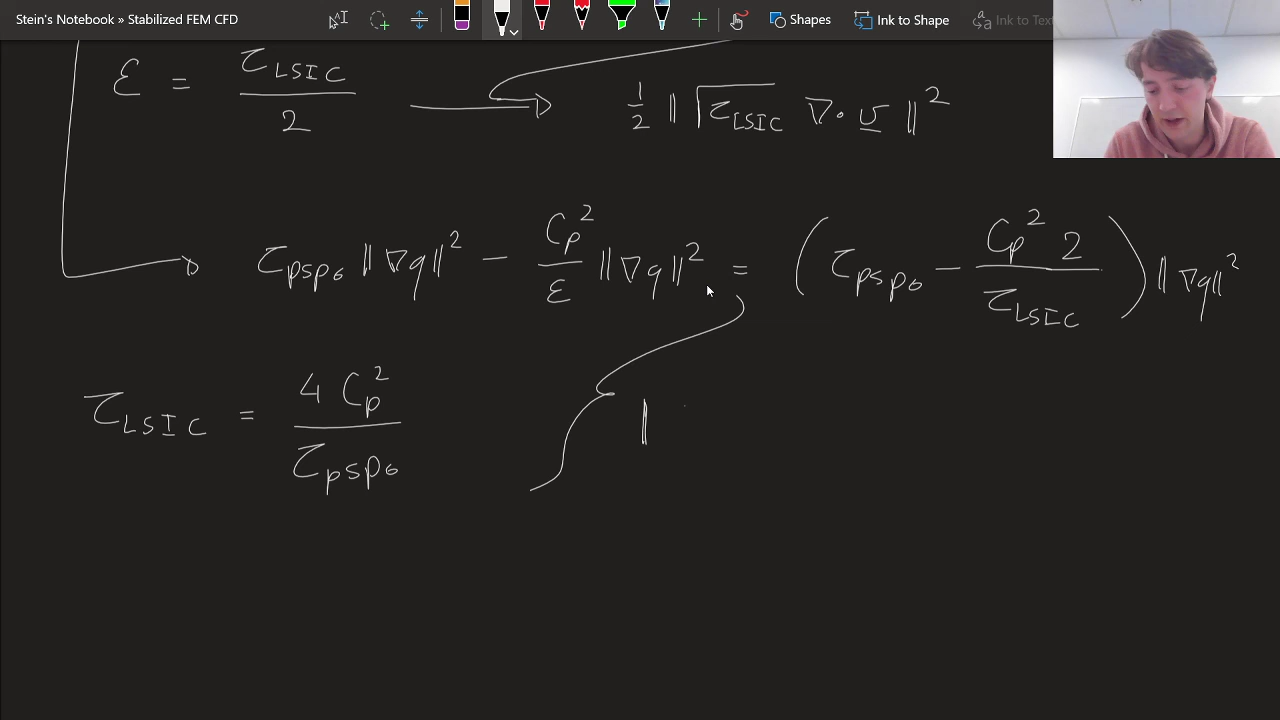 Stein's Notebook » Stabilized FEM CFD Shapes Ink to Shape Ink to Text
ε = τ_LSIC / 2 → 1/2 ‖ √τ_LSIC ∇·υ ‖²
τ_PSPG ‖∇q‖² − C_p²/ε ‖∇q‖² = (τ_PSPG − C_p² 2 / τ_LSIC) ‖∇q‖²
τ_LSIC = 4 C_p² / τ_PSPG ‖